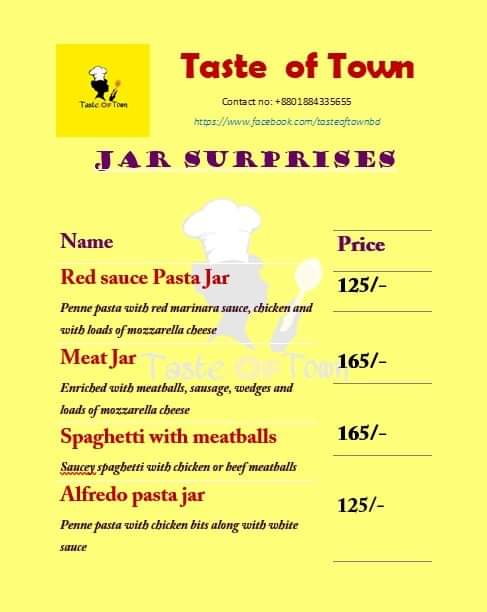 Taste of Town
Taste Of Town
Contact no: +8801884335655
https://www.facebook.com/tasteoftownbd
JAR SURPRISES
Name Price
Red sauce Pasta Jar 125/-
Penne pasta with red marinara sauce, chicken and
with loads of mozzarella cheese
Meat Jar 165/-
Taste Of Town
Enriched with meatballs, sausage, wedges and
loads of mozzarella cheese
Spaghetti with meatballs 165/-
Saucey spaghetti with chicken or beef meatballs
Alfredo pasta jar 125/-
Penne pasta with chicken bits along with white
sauce